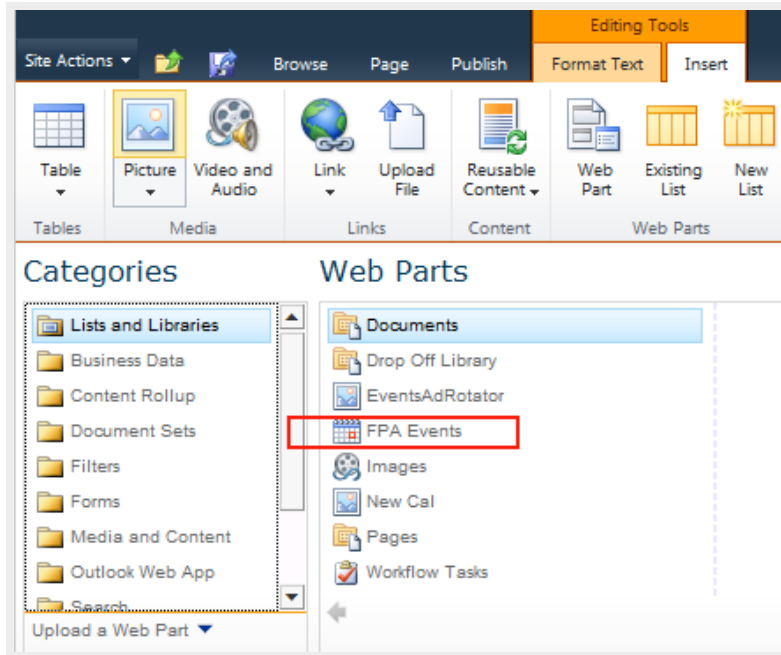 Editing Tools
Site Actions Browse Page Publish Format Text Insert
Table Picture Video and Audio Link Upload File Reusable Content Web Part Existing List New List
Tables Media Links Content Web Parts
Categories
Lists and Libraries
Business Data
Content Rollup
Document Sets
Filters
Forms
Media and Content
Outlook Web App
Search
Upload a Web Part
Web Parts
Documents
Drop Off Library
EventsAdRotator
FPA Events
Images
New Cal
Pages
Workflow Tasks